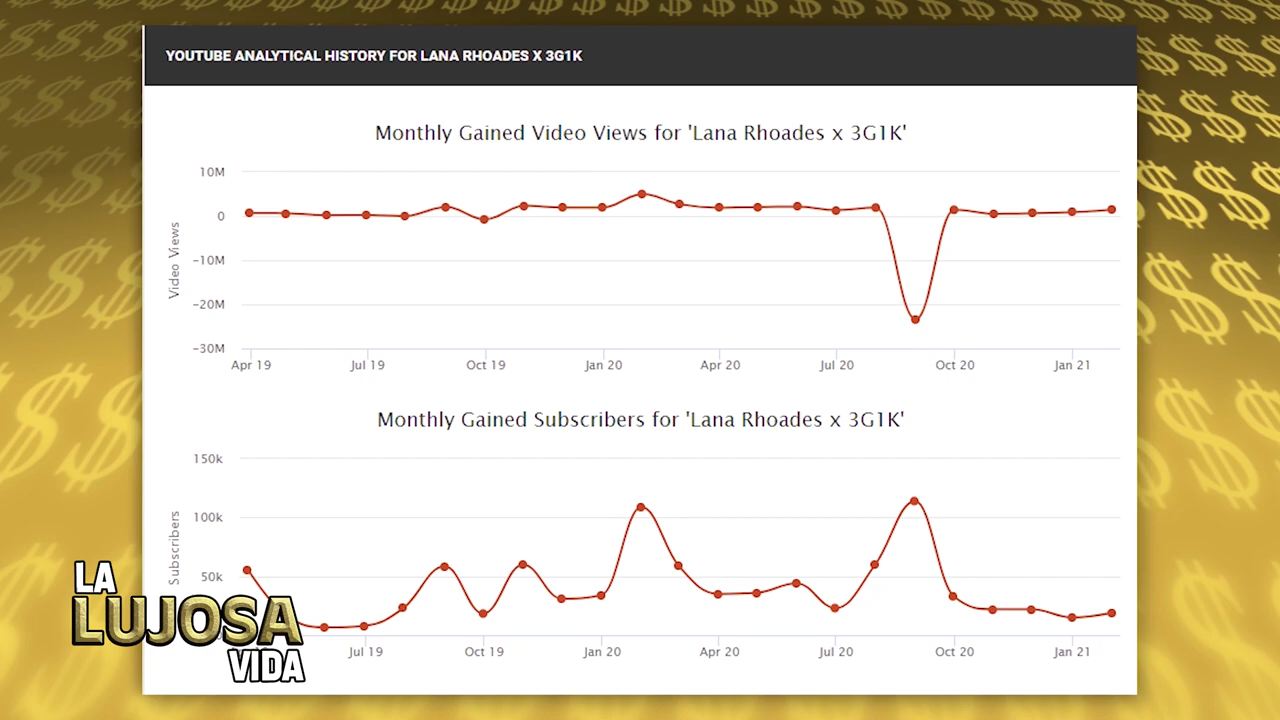 YOUTUBE ANALYTICAL HISTORY FOR LANA RHOADES X 3G1K
Monthly Gained Video Views for 'Lana Rhoades x 3G1K'
10M
0
-10M
-20M
-30M
Video Views
Apr 19 Jul 19 Oct 19 Jan 20 Apr 20 Jul 20 Oct 20 Jan 21
Monthly Gained Subscribers for 'Lana Rhoades x 3G1K'
150k
100k
50k
Subscribers
Jul 19 Oct 19 Jan 20 Apr 20 Jul 20 Oct 20 Jan 21
LA
LUJOSA
VIDA